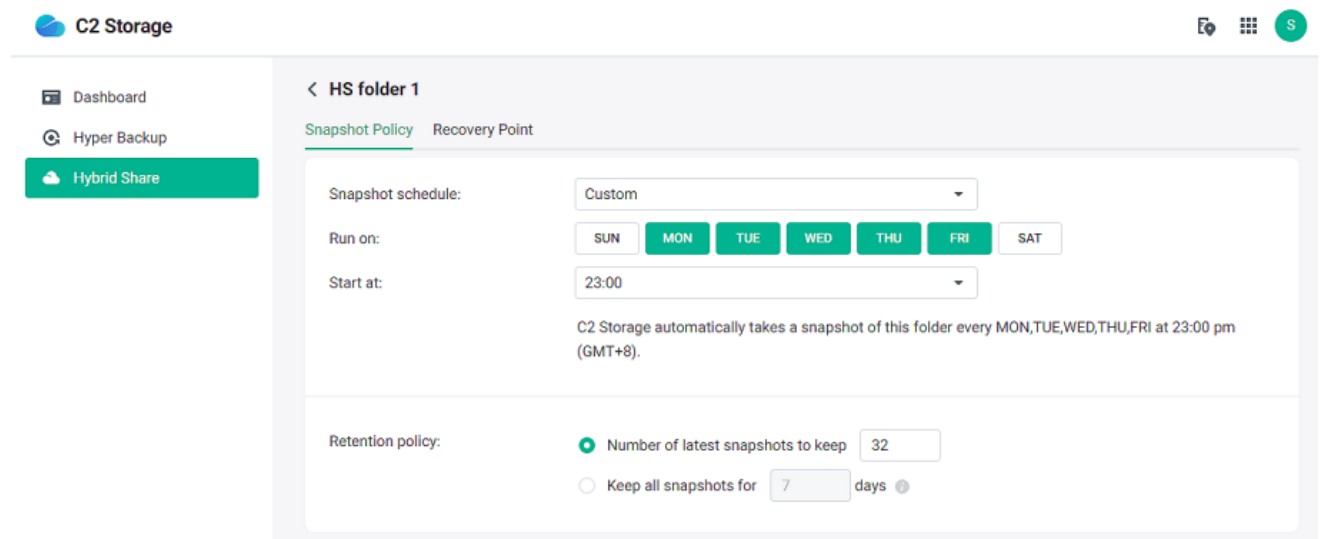 C2 Storage
S
Dashboard
Hyper Backup
Hybrid Share
HS folder 1
Snapshot Policy Recovery Point
Snapshot schedule: Custom
Run on: SUN MON TUE WED THU FRI SAT
Start at: 23:00
C2 Storage automatically takes a snapshot of this folder every MON,TUE,WED,THU,FRI at 23:00 pm
(GMT+8).
Retention policy: Number of latest snapshots to keep 32
Keep all snapshots for 7 days